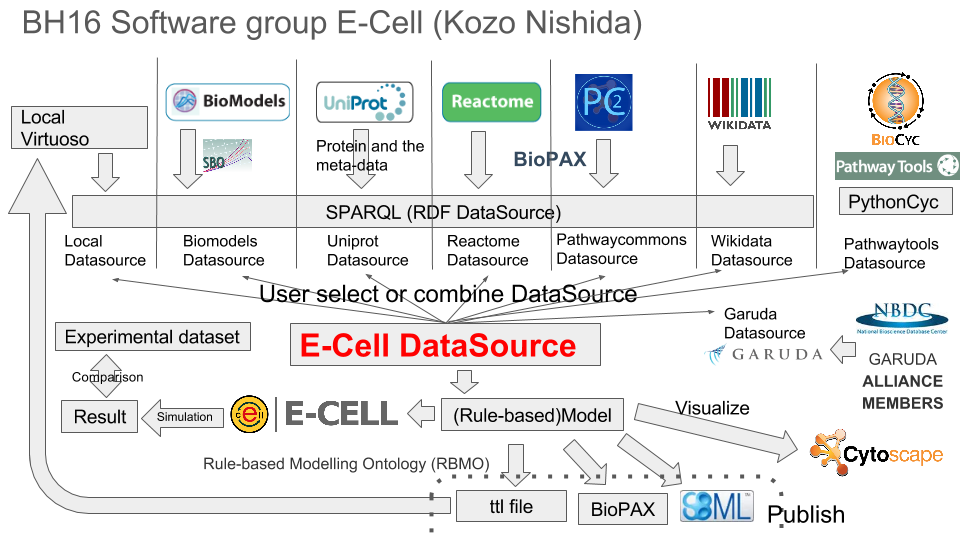 BH16 Software group E-Cell (Kozo Nishida)
Local
Virtuoso
BioModels
SBO
UniProt
Protein and the
meta-data
Reactome
BioPAX
PC2
WIKIDATA
BIOCYC
Pathway Tools
PythonCyc
SPARQL (RDF DataSource)
Local
Datasource
Biomodels
Datasource
Uniprot
Datasource
Reactome
Datasource
Pathwaycommons
Datasource
Wikidata
Datasource
Pathwaytools
Datasource
User select or combine DataSource
E-Cell DataSource
Garuda
Datasource
GARUDA
NBDC
National Bioscience Database Center
GARUDA
ALLIANCE
MEMBERS
Experimental dataset
Comparison
Result
Simulation
e cell
E-CELL
(Rule-based)Model
Visualize
Cytoscape
Rule-based Modelling Ontology (RBMO)
ttl file
BioPAX
SBML
Publish